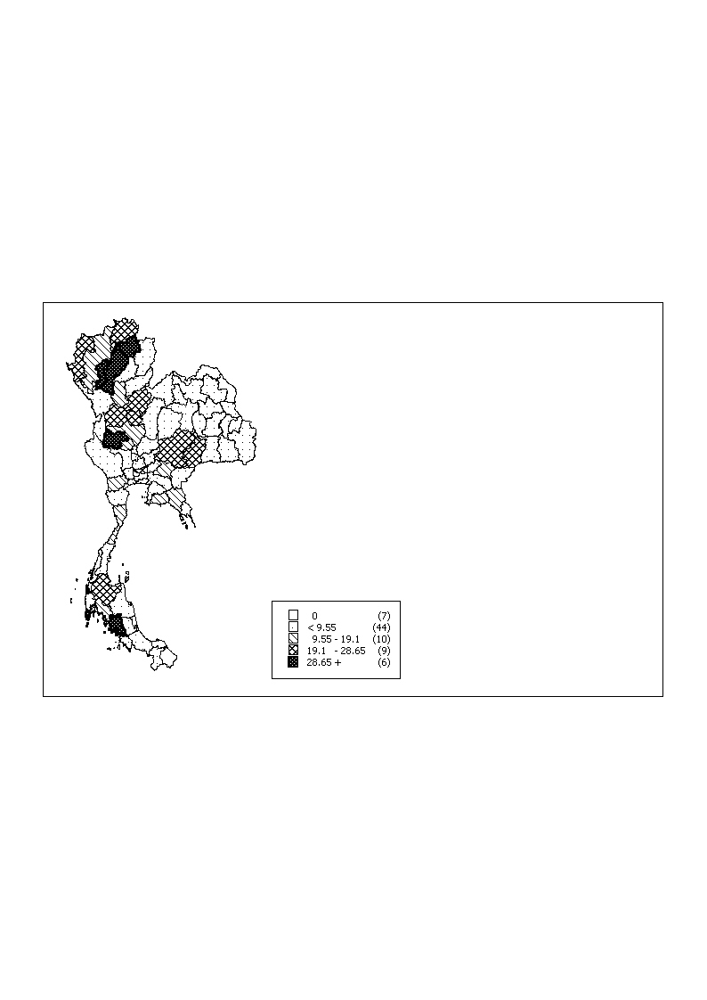 0 (7)
< 9.55 (44)
9.55 - 19.1 (10)
19.1 - 28.65 (9)
28.65 + (6)